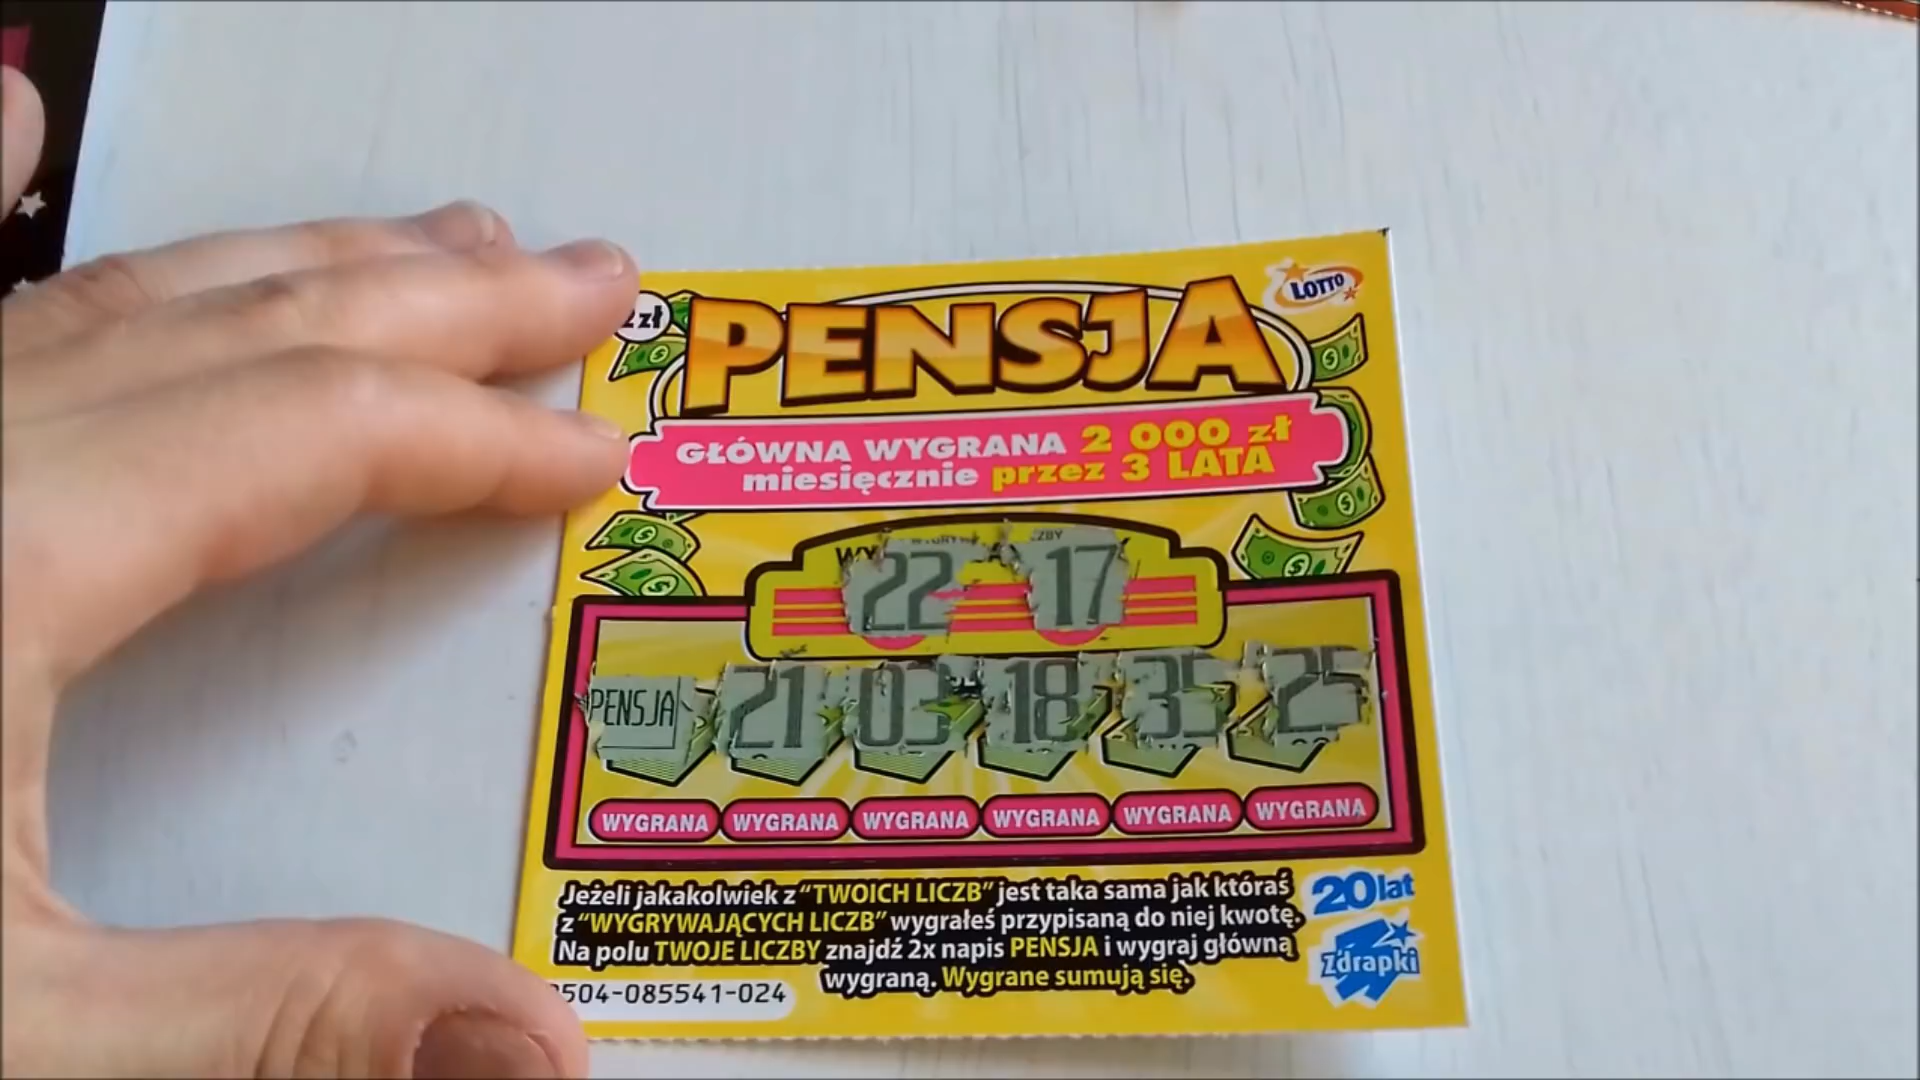 2 zł
PENSJA
LOTTO
GŁÓWNA WYGRANA 2 000 zł
miesięcznie przez 3 LATA
22 17
PENSJA 21 03 18 35 25
WYGRANA WYGRANA WYGRANA WYGRANA WYGRANA WYGRANA
Jeżeli jakakolwiek z "TWOICH LICZB" jest taka sama jak któraś
z "WYGRYWAJĄCYCH LICZB" wygrałeś przypisaną do niej kwotę.
Na polu TWOJE LICZBY znajdź 2x napis PENSJA i wygraj główną
wygraną. Wygrane sumują się.
504-085541-024
20 lat
Zdrapki